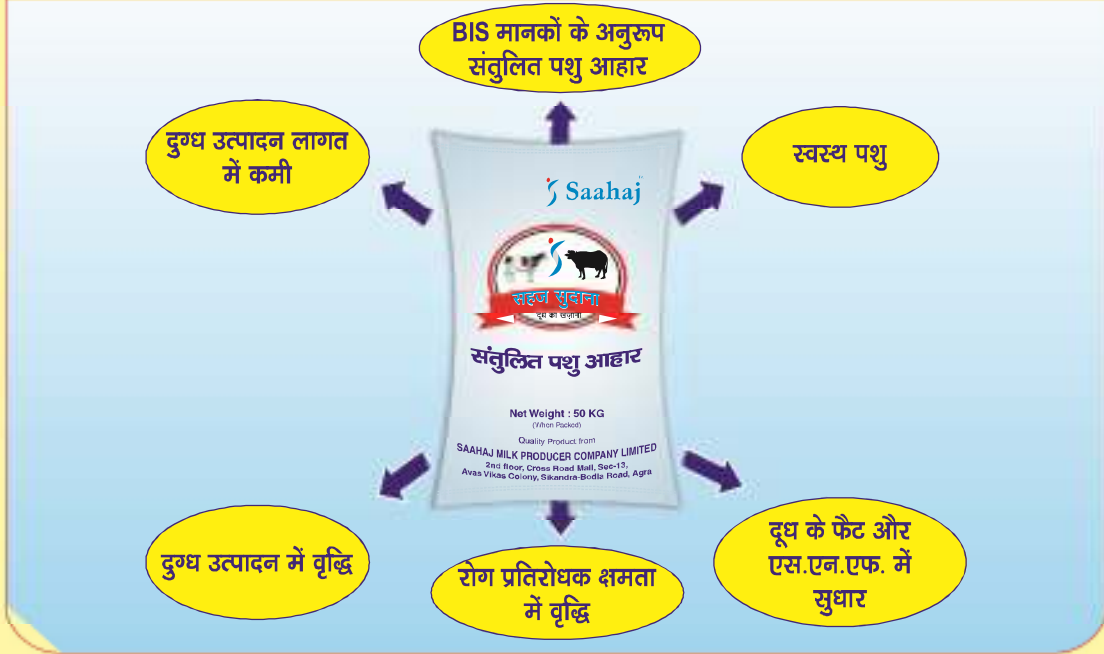 BIS मानकों के अनुरूप
संतुलित पशु आहार
दुग्ध उत्पादन लागत
में कमी
स्वस्थ पशु
Saahaj
सहज सुदाना
दूध का खज़ाना
संतुलित पशु आहार
Net Weight : 50 KG
(When Packed)
Quality Product from
SAAHAJ MILK PRODUCER COMPANY LIMITED
2nd floor, Cross Road Mall, Sec-13,
Avas Vikas Colony, Sikandra-Bodla Road, Agra
दुग्ध उत्पादन में वृद्धि
रोग प्रतिरोधक क्षमता
में वृद्धि
दूध के फैट और
एस.एन.एफ. में
सुधार